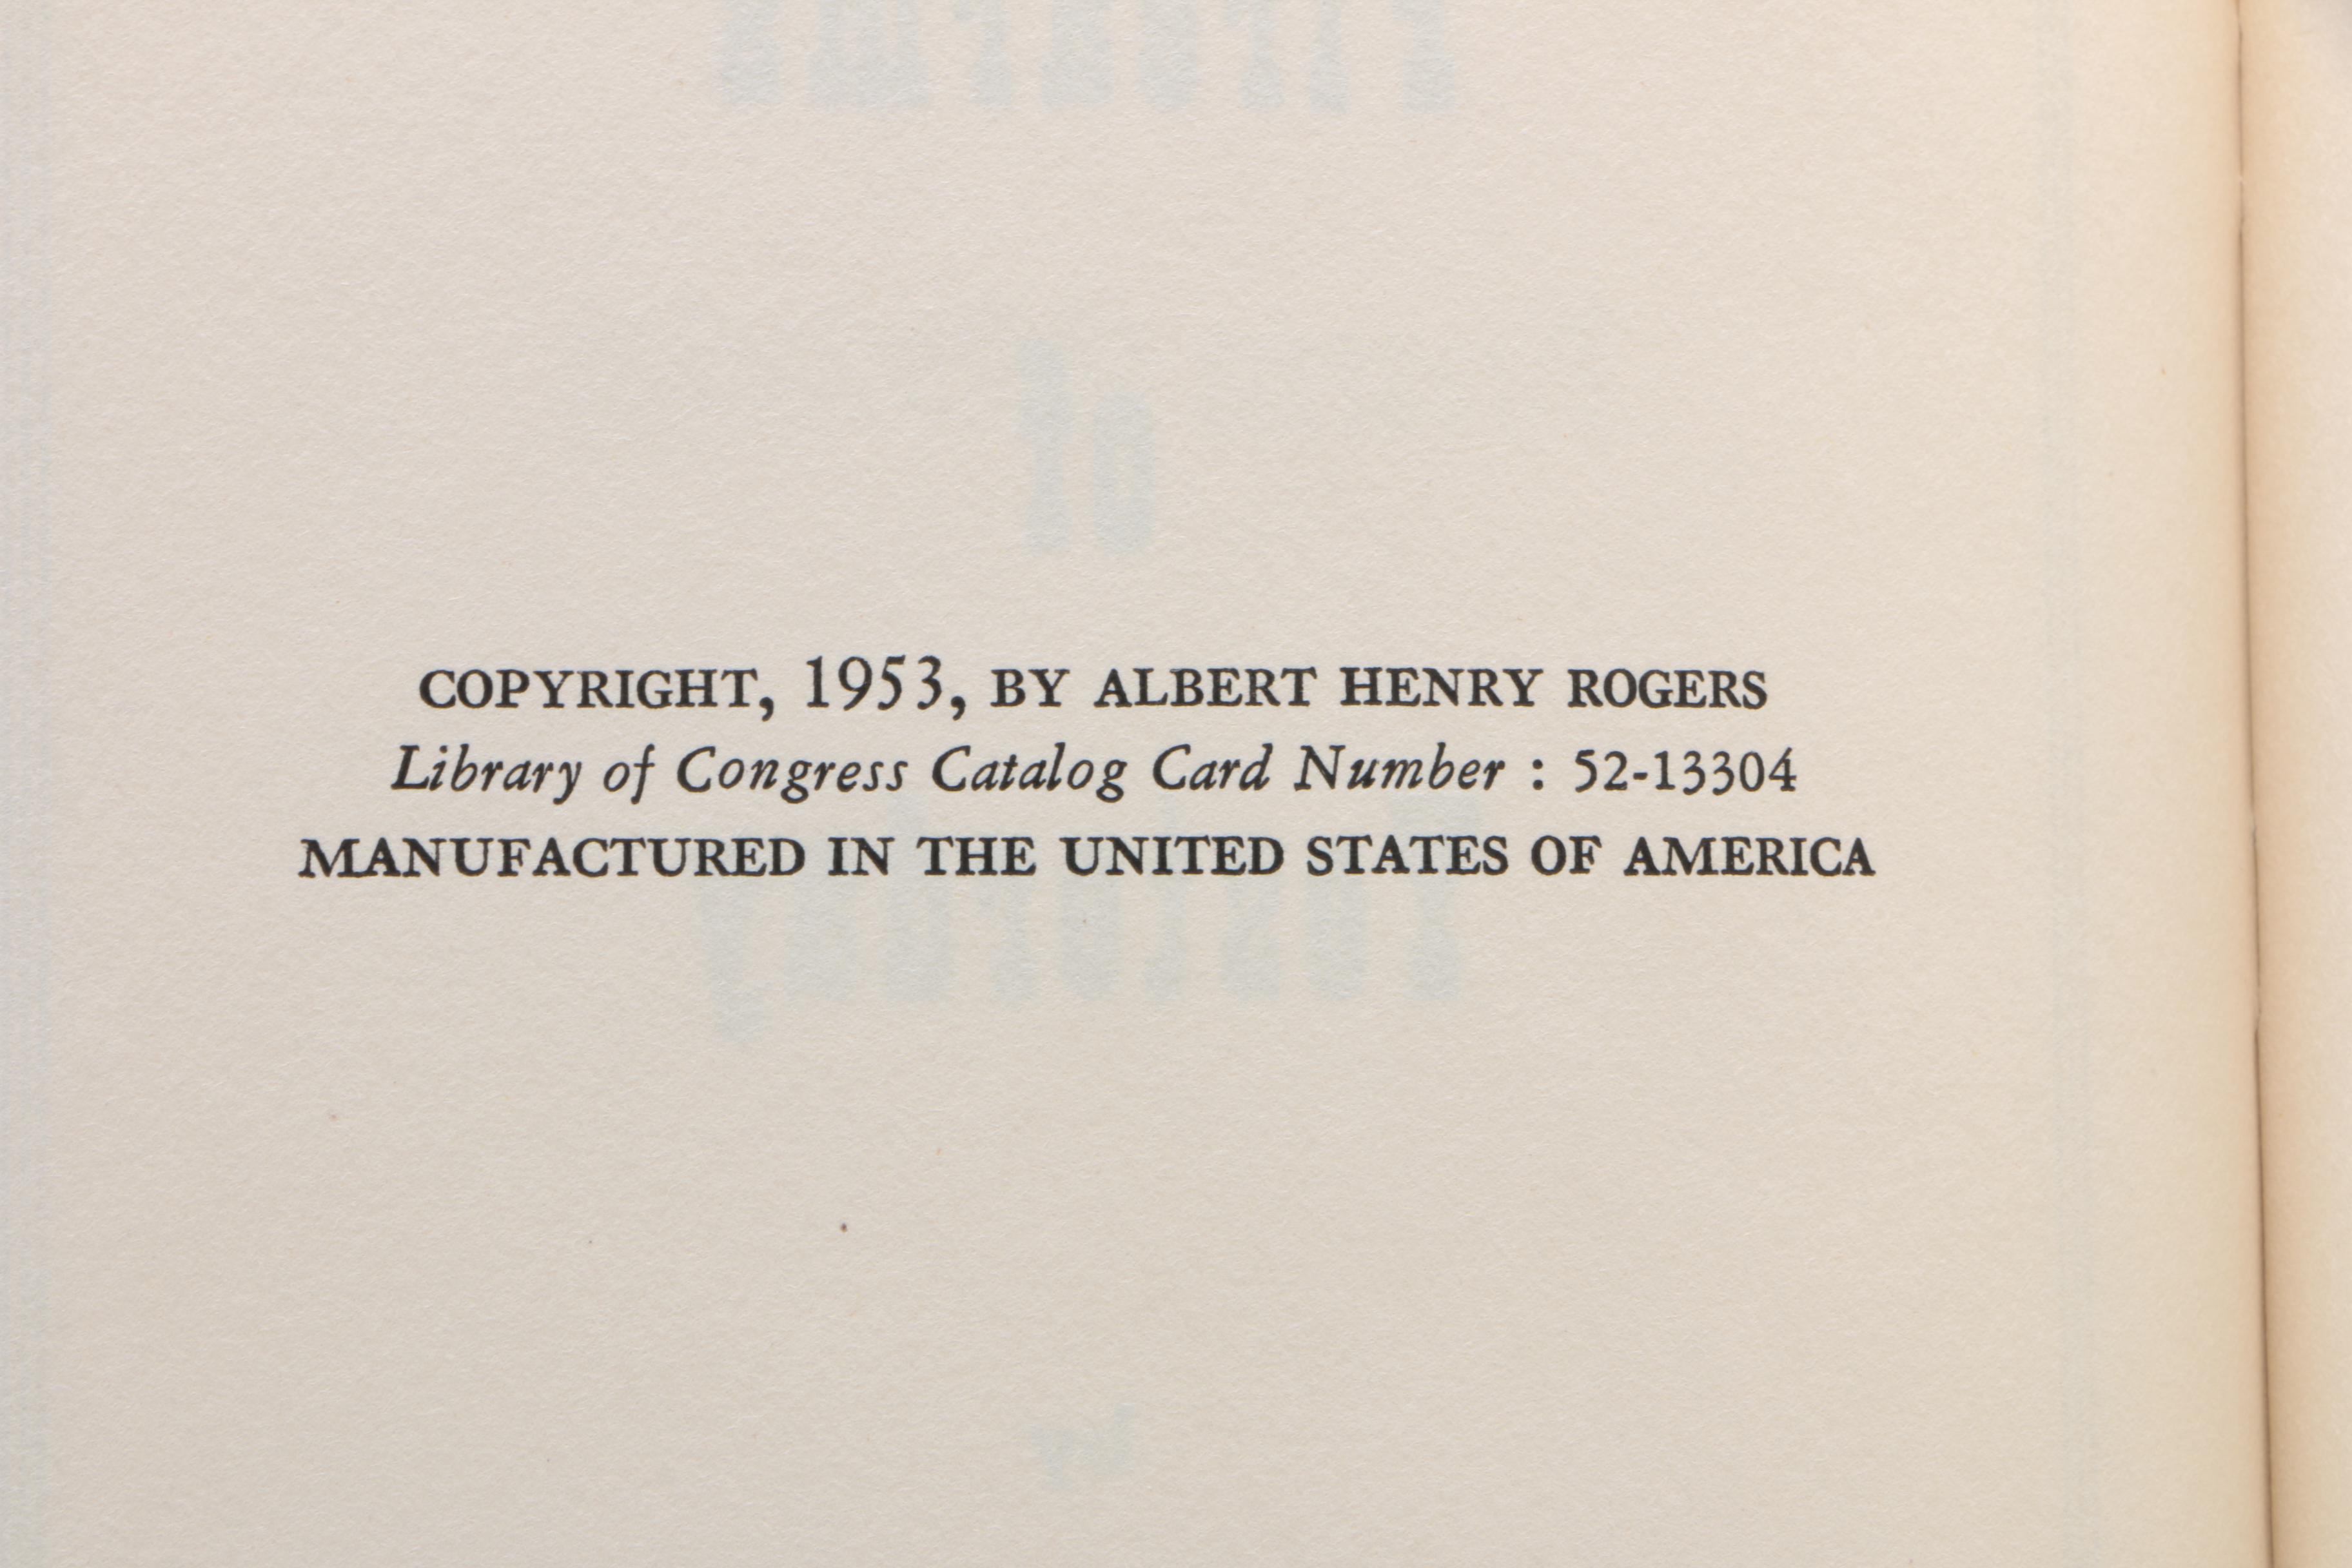 COPYRIGHT, 1953, BY ALBERT HENRY ROGERS
Library of Congress Catalog Card Number : 52-13304
MANUFACTURED IN THE UNITED STATES OF AMERICA